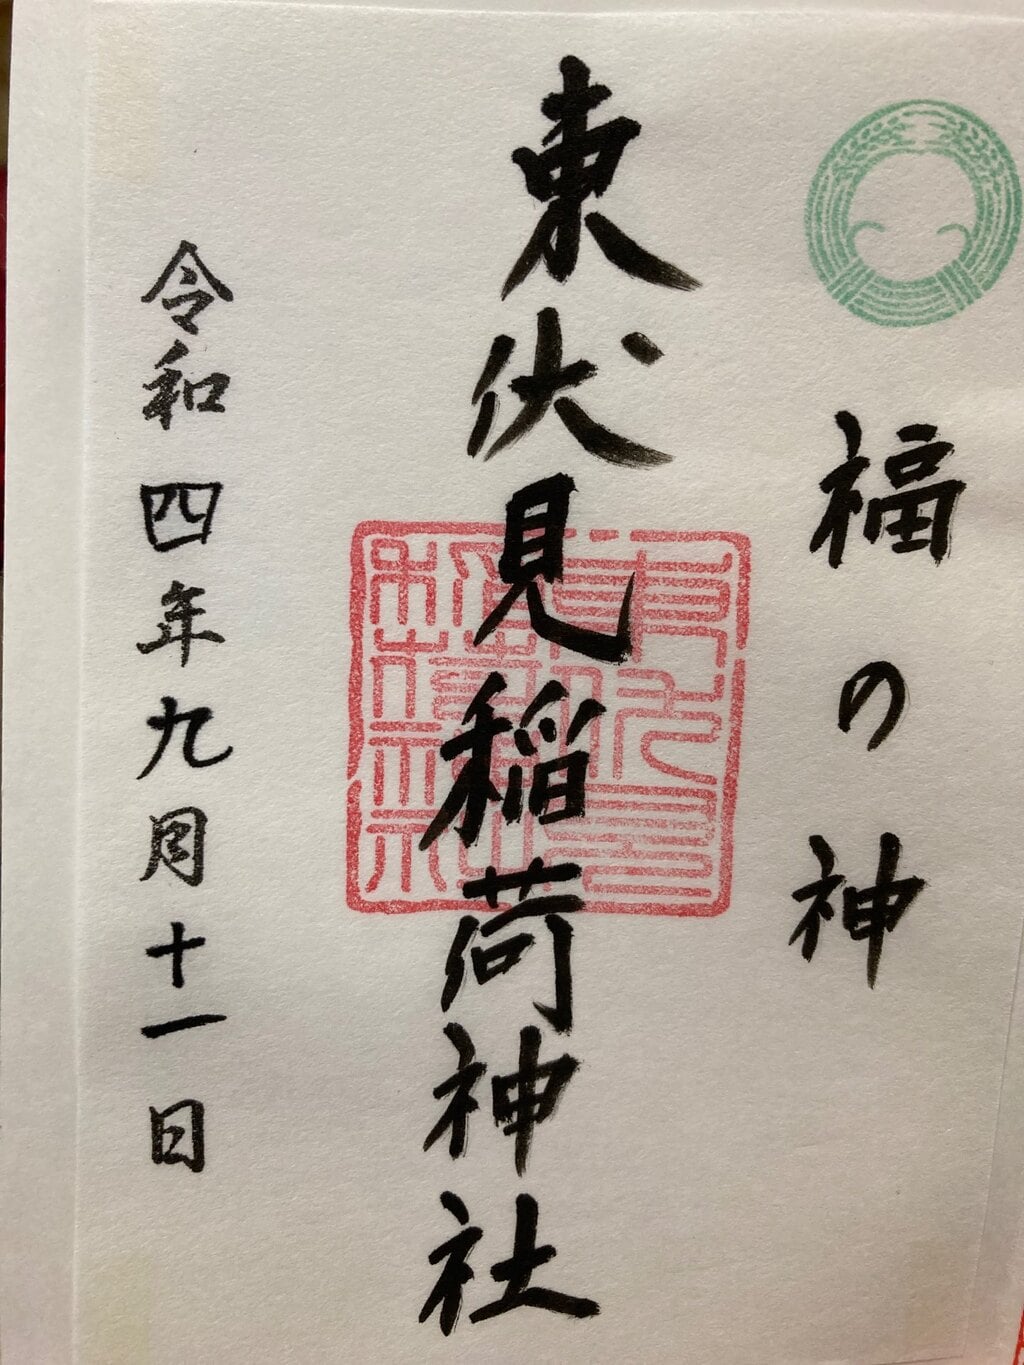 福の神
東伏見稲荷神社
令和四年九月十一日